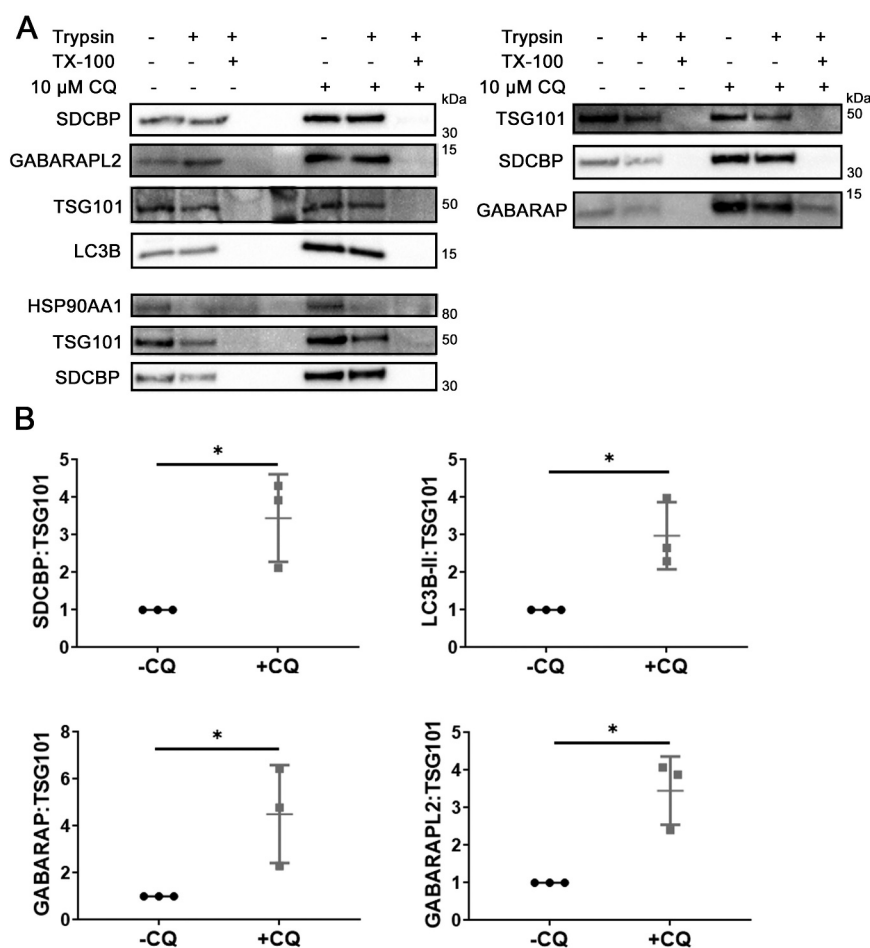 A
Trypsin - + + - + +
TX-100 - - + - - +
10 µM CQ - - - + + +
kDa
SDCBP 30
GABARAPL2 15
TSG101 50
LC3B 15
HSP90AA1 80
TSG101 50
SDCBP 30
Trypsin - + + - + +
TX-100 - - + - - +
10 µM CQ - - - + + +
kDa
TSG101 50
SDCBP 30
GABARAP 15
B
SDCBP:TSG101
5
4
3
2
1
0
*
-CQ +CQ
LC3B-II:TSG101
5
4
3
2
1
0
*
-CQ +CQ
GABARAP:TSG101
8
6
4
2
0
*
-CQ +CQ
GABARAPL2:TSG101
5
4
3
2
1
0
*
-CQ +CQ